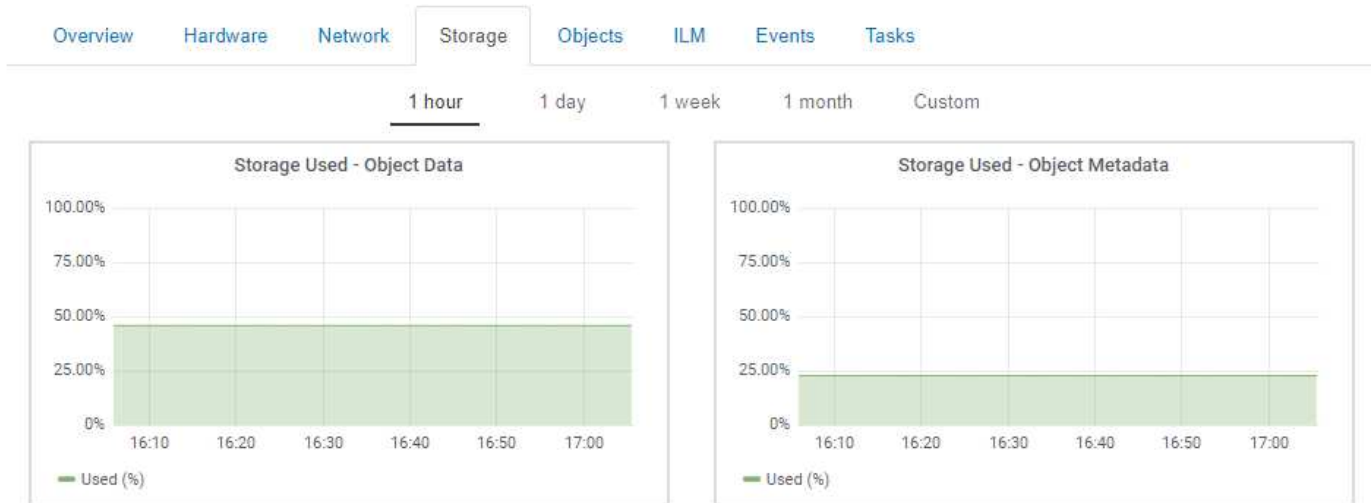 Overview Hardware Network Storage Objects ILM Events Tasks
1 hour 1 day 1 week 1 month Custom
Storage Used - Object Data
100.00%
75.00%
50.00%
25.00%
0%
16:10 16:20 16:30 16:40 16:50 17:00
Used (%)
Storage Used - Object Metadata
100.00%
75.00%
50.00%
25.00%
0%
16:10 16:20 16:30 16:40 16:50 17:00
Used (%)